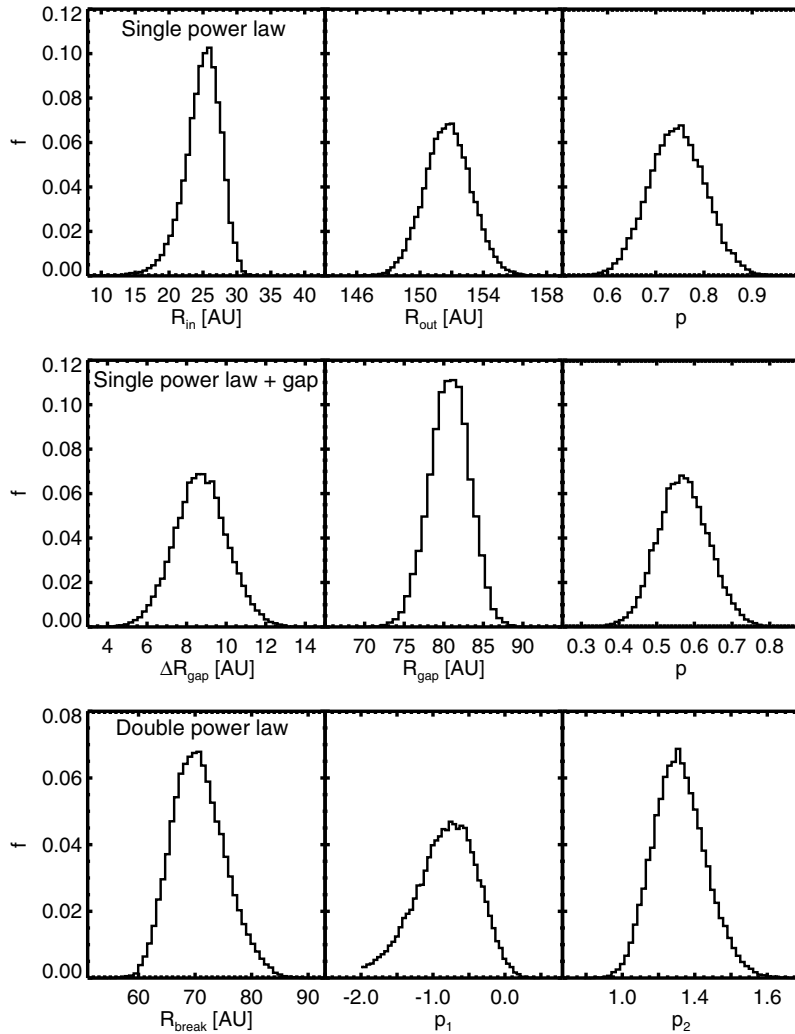 0.12
0.10
0.08
0.06
0.04
0.02
0.00
f
Single power law
10 15 20 25 30 35 40
R_in [AU]
146 150 154 158
R_out [AU]
0.6 0.7 0.8 0.9
p
0.12
0.10
0.08
0.06
0.04
0.02
0.00
f
Single power law + gap
4 6 8 10 12 14
ΔR_gap [AU]
70 75 80 85 90
R_gap [AU]
0.3 0.4 0.5 0.6 0.7 0.8
p
0.08
0.06
0.04
0.02
0.00
f
Double power law
60 70 80 90
R_break [AU]
-2.0 -1.0 0.0
p_1
1.0 1.2 1.4 1.6
p_2